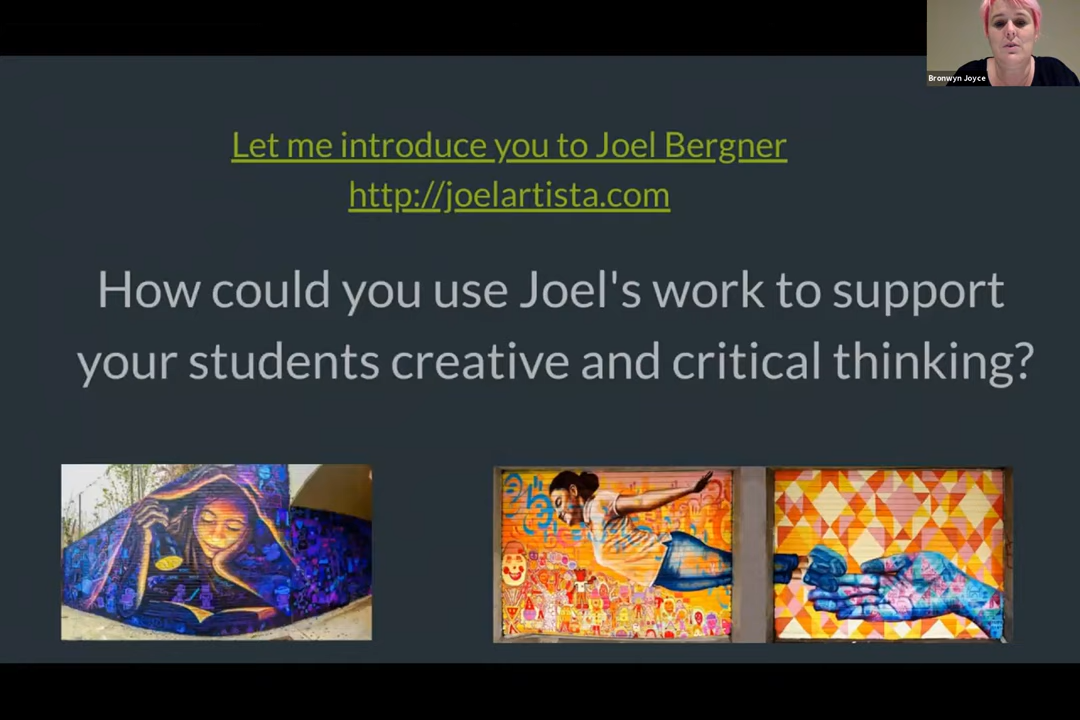 Bronwyn Joyce
Let me introduce you to Joel Bergner
http://joelartista.com
How could you use Joel's work to support
your students creative and critical thinking?